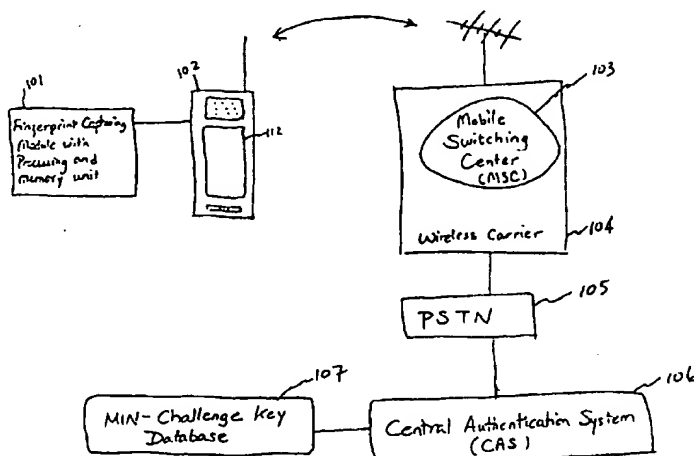 101
Fingerprint Capturing
Module with
Processing and
memory unit
102
112
103
Mobile
Switching
Center
(MSC)
Wireless Carrier
104
PSTN
105
107
MIN-Challenge Key
Database
106
Central Authentication System
(CAS)